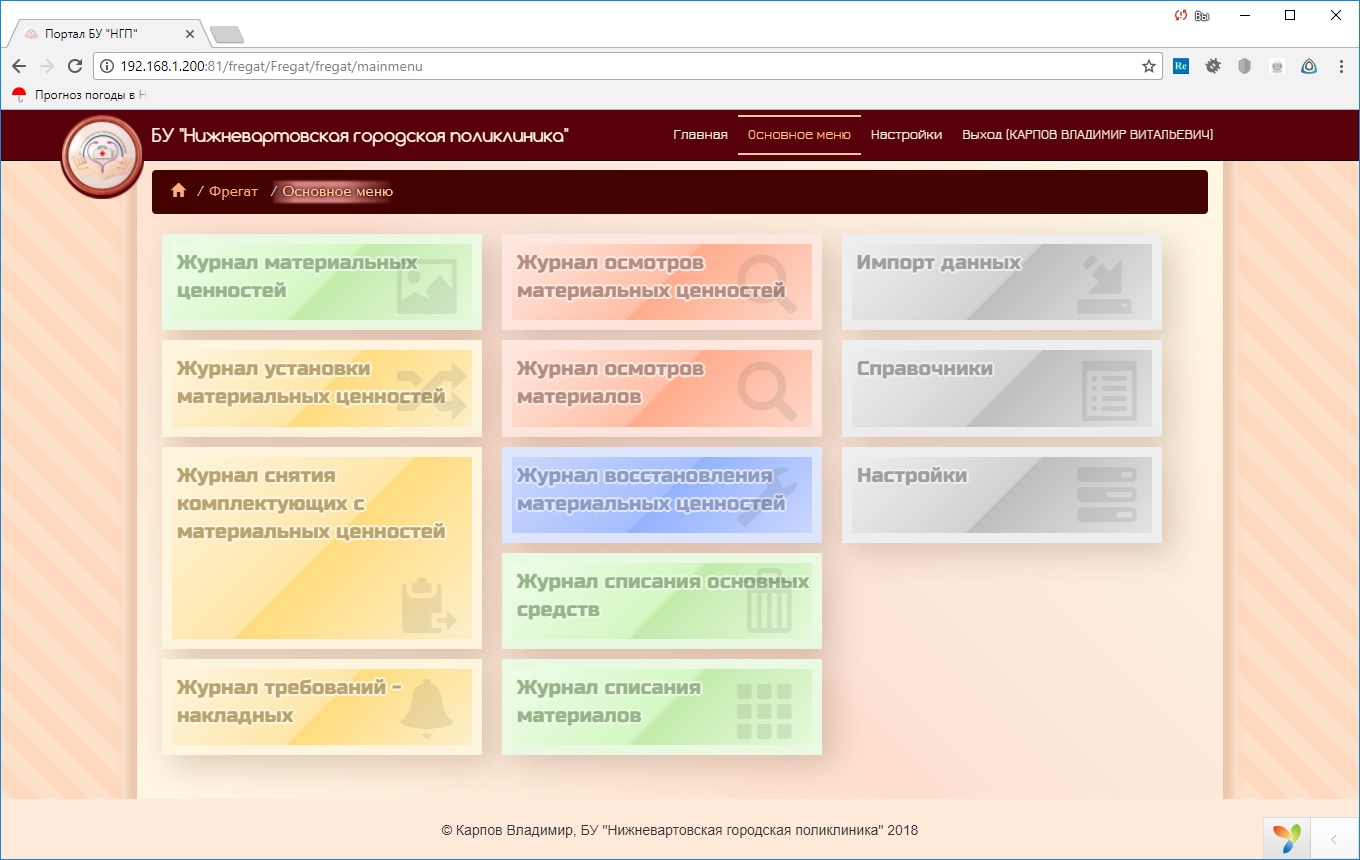 Вы
Портал БУ "НГП"
192.168.1.200:81/fregat/Fregat/fregat/mainmenu
Re
Прогноз погоды в Н
БУ "Нижневартовская городская поликлиника"
Главная
Основное меню
Настройки
Выход (КАРПОВ ВЛАДИМИР ВИТАЛЬЕВИЧ)
/ Фрегат / Основное меню
Журнал материальных
ценностей
Журнал установки
материальных ценностей
Журнал снятия
комплектующих с
материальных ценностей
Журнал требований -
накладных
Журнал осмотров
материальных ценностей
Журнал осмотров
материалов
Журнал восстановления
материальных ценностей
Журнал списания основных
средств
Журнал списания
материалов
Импорт данных
Справочники
Настройки
© Карпов Владимир, БУ "Нижневартовская городская поликлиника" 2018